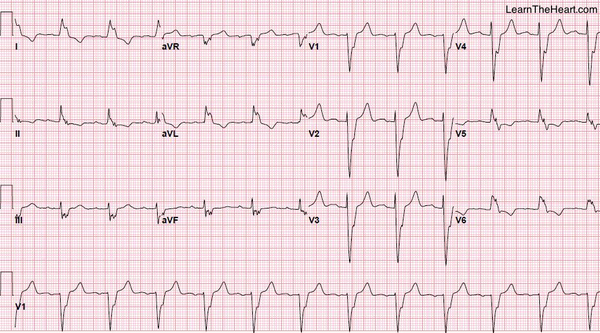 LearnTheHeart.com
I aVR V1 V4
II aVL V2 V5
III aVF V3 V6
V1